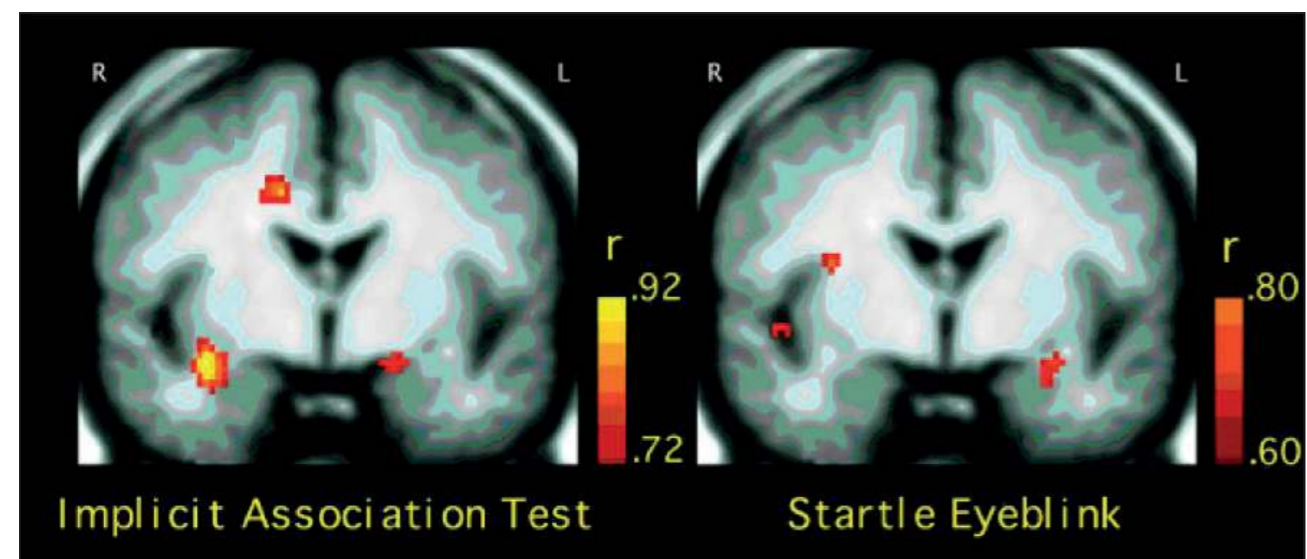 R L
r
.92
.72
Implicit Association Test
R L
r
.80
.60
Startle Eyeblink